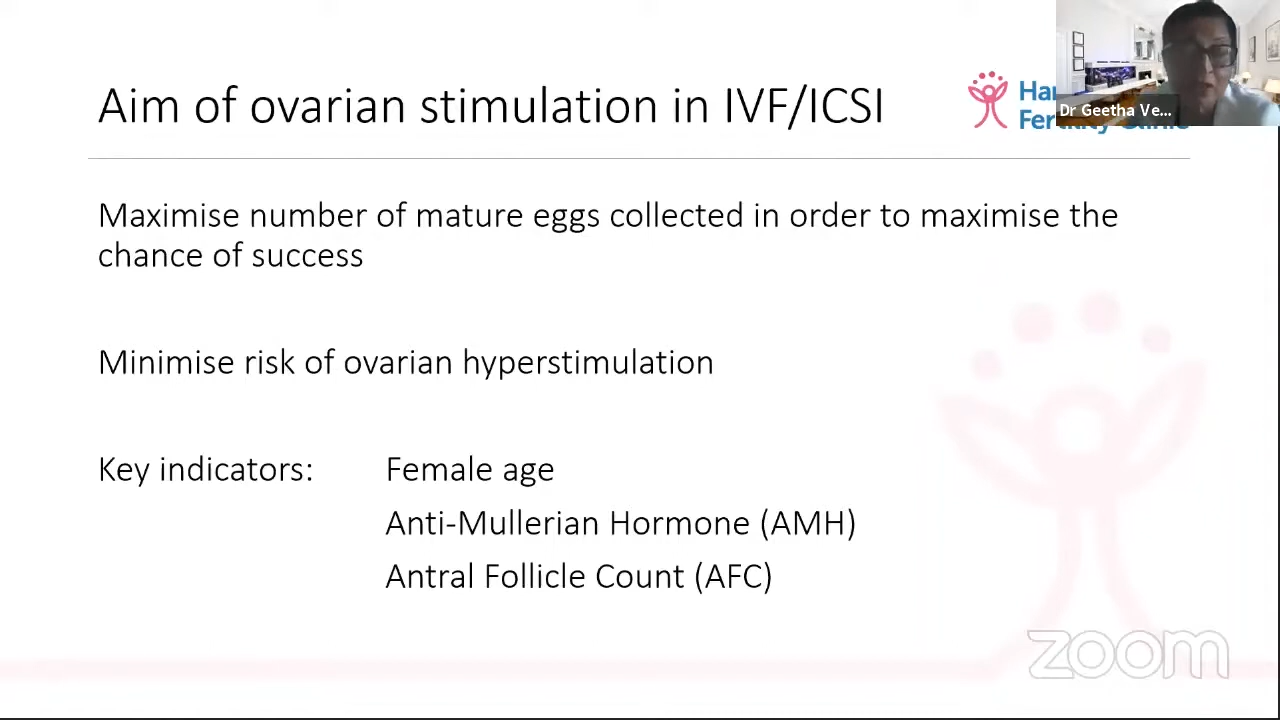 Aim of ovarian stimulation in IVF/ICSI
Dr Geetha Ve...
Maximise number of mature eggs collected in order to maximise the
chance of success
Minimise risk of ovarian hyperstimulation
Key indicators: Female age
Anti-Mullerian Hormone (AMH)
Antral Follicle Count (AFC)
zoom